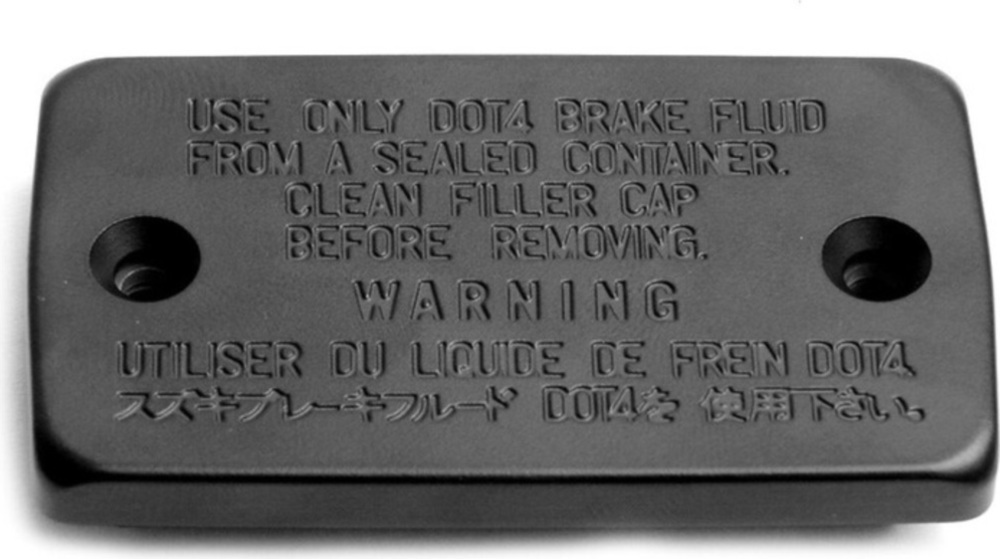 USE ONLY DOT4 BRAKE FLUID
FROM A SEALED CONTAINER.
CLEAN FILLER CAP
BEFORE REMOVING.
WARNING
UTILISER DU LIQUIDE DE FREIN DOT4.
スズキブレーキフルード DOT4を 使用下さい。